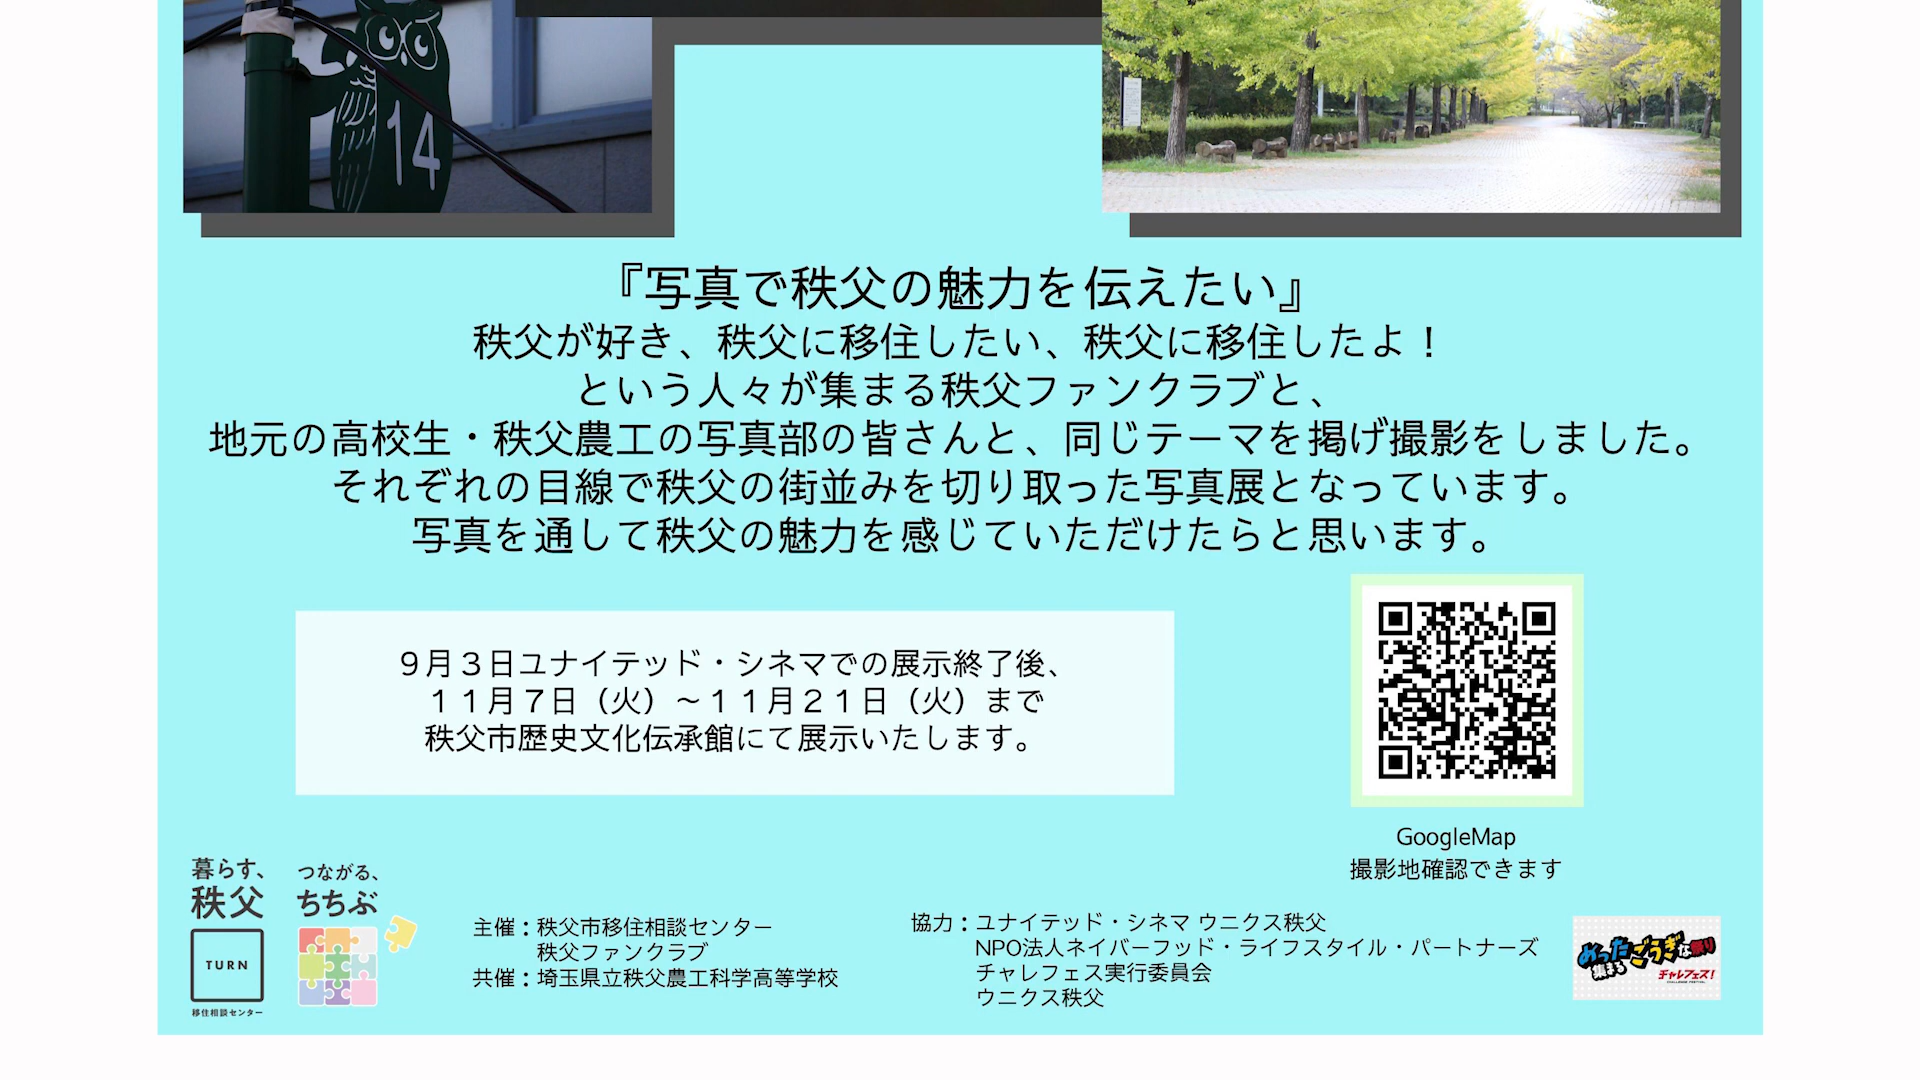 14
『写真で秩父の魅力を伝えたい』
秩父が好き、秩父に移住したい、秩父に移住したよ！
という人々が集まる秩父ファンクラブと、
地元の高校生・秩父農工の写真部の皆さんと、同じテーマを掲げ撮影をしました。
それぞれの目線で秩父の街並みを切り取った写真展となっています。
写真を通して秩父の魅力を感じていただけたらと思います。
９月３日ユナイテッド・シネマでの展示終了後、
１１月７日（火）～１１月２１日（火）まで
秩父市歴史文化伝承館にて展示いたします。
GoogleMap
撮影地確認できます
暮らす、
秩父
TURN
移住相談センター
つながる、
ちちぶ
主催：秩父市移住相談センター
秩父ファンクラブ
共催：埼玉県立秩父農工科学高等学校
協力：ユナイテッド・シネマ ウニクス秩父
NPO法人ネイバーフッド・ライフスタイル・パートナーズ
チャレフェス実行委員会
ウニクス秩父
めったごうぎな祭り
集まる
チャレフェス！
CHALLENGE FESTIVAL